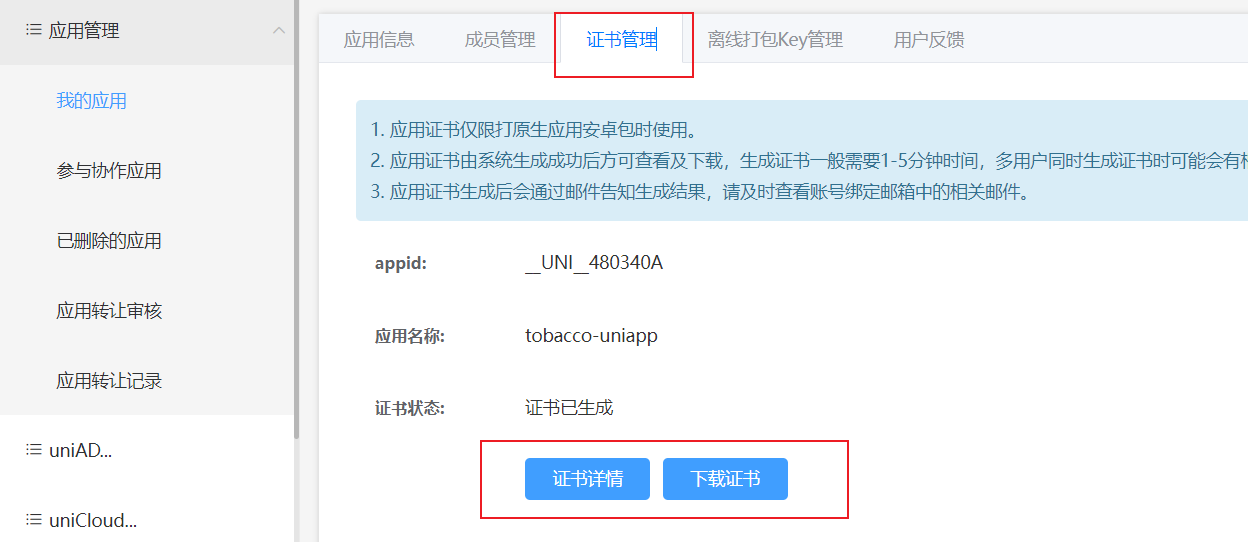 应用管理
我的应用
参与协作应用
已删除的应用
应用转让审核
应用转让记录
uniAD...
uniCloud...
应用信息 成员管理 证书管理 离线打包Key管理 用户反馈
1. 应用证书仅限打原生应用安卓包时使用。
2. 应用证书由系统生成成功后方可查看及下载，生成证书一般需要1-5分钟时间，多用户同时生成证书时可能会有
3. 应用证书生成后会通过邮件告知生成结果，请及时查看账号绑定邮箱中的相关邮件。
appid: __UNI__480340A
应用名称: tobacco-uniapp
证书状态: 证书已生成
证书详情 下载证书